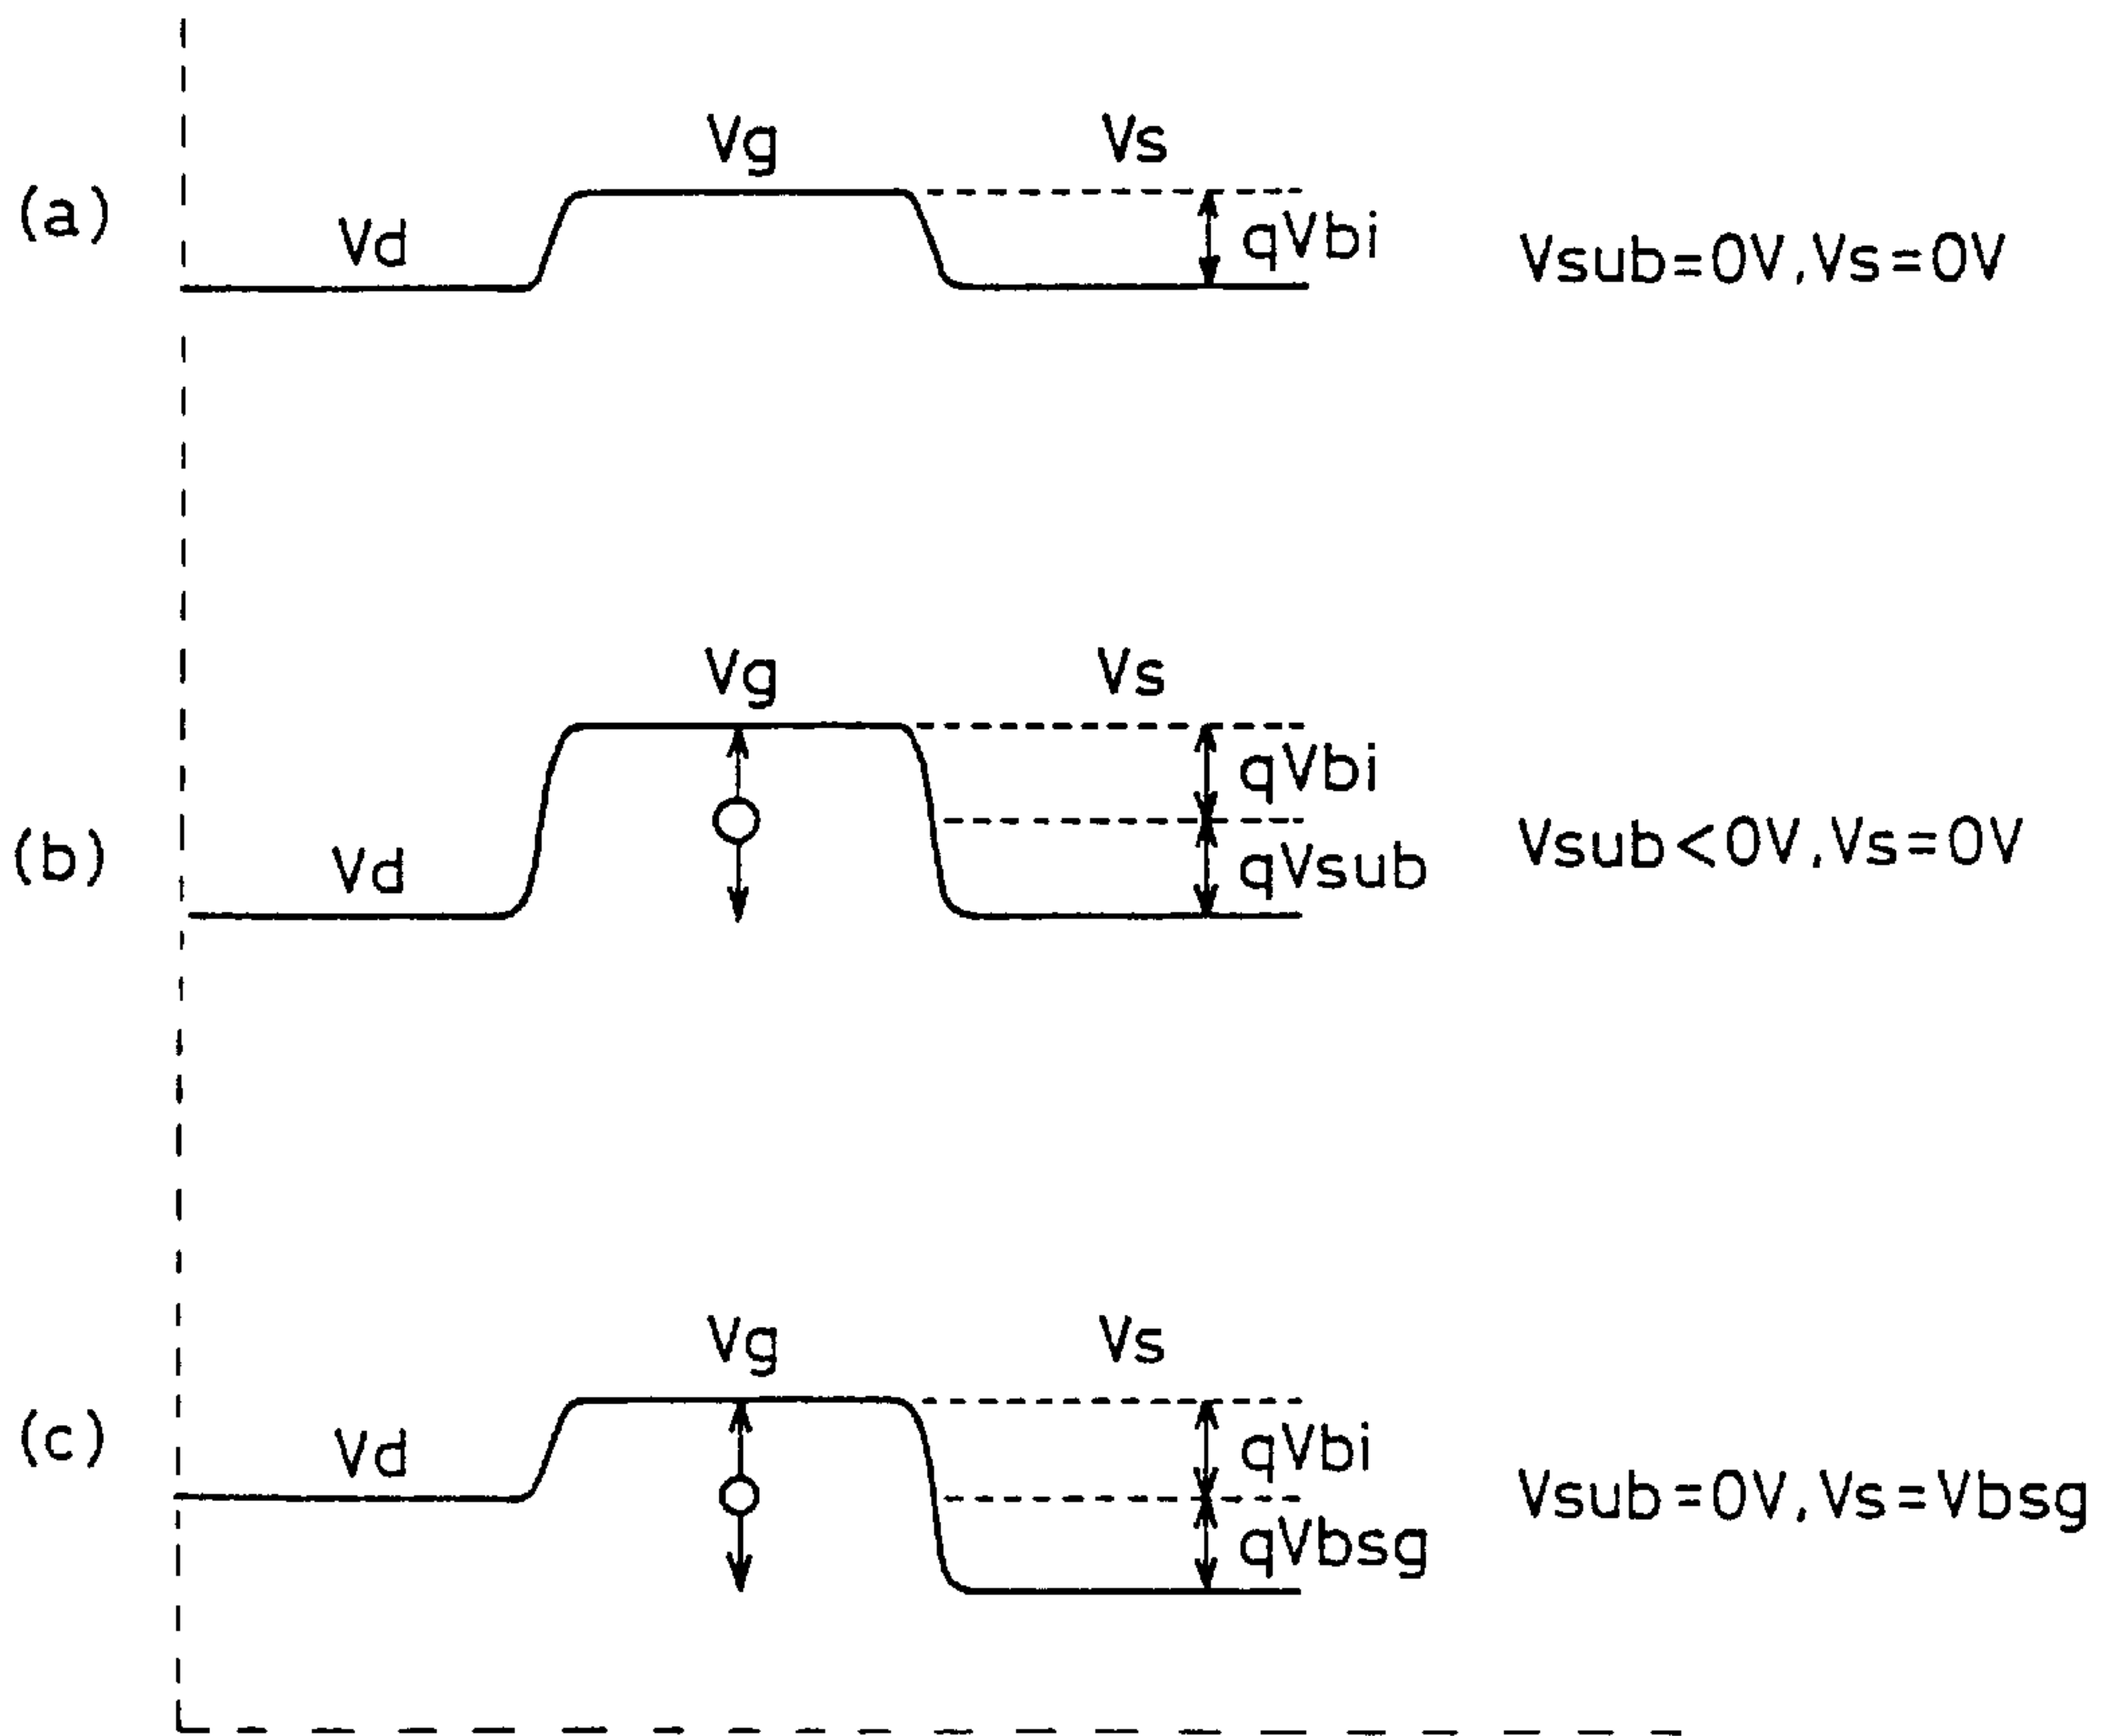 Vg
Vs
(a)
Vd
qVbi
Vsub=0V,Vs=0V
Vg
Vs
qVbi
(b)
Vd
qVsub
Vsub<0V,Vs=0V
Vg
Vs
(c)
Vd
qVbi
Vsub=0V,Vs=Vbsg
qVbsg